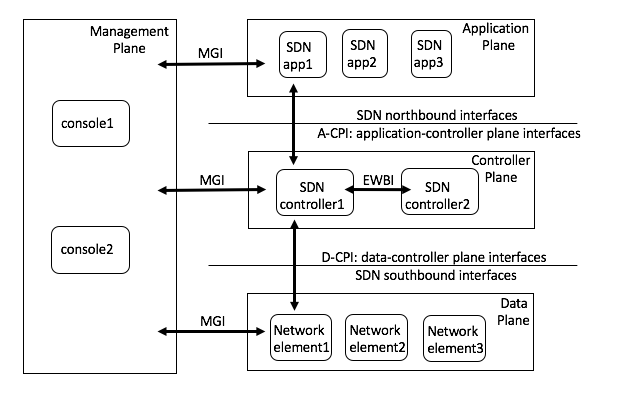 Management
Plane
Application
Plane
MGI
SDN
app1
SDN
app2
SDN
app3
console1
SDN northbound interfaces
A-CPI: application-controller plane interfaces
Controller
Plane
MGI
SDN
controller1
EWBI
SDN
controller2
console2
D-CPI: data-controller plane interfaces
SDN southbound interfaces
Data
Plane
MGI
Network
element1
Network
element2
Network
element3